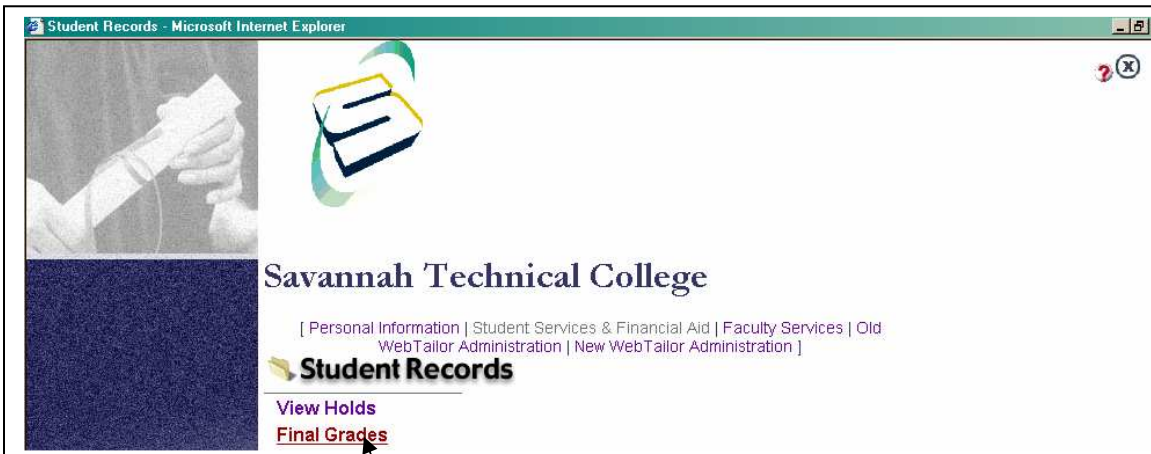 Student Records - Microsoft Internet Explorer
Savannah Technical College
[ Personal Information | Student Services & Financial Aid | Faculty Services | Old
WebTailor Administration | New WebTailor Administration ]
Student Records
View Holds
Final Grades